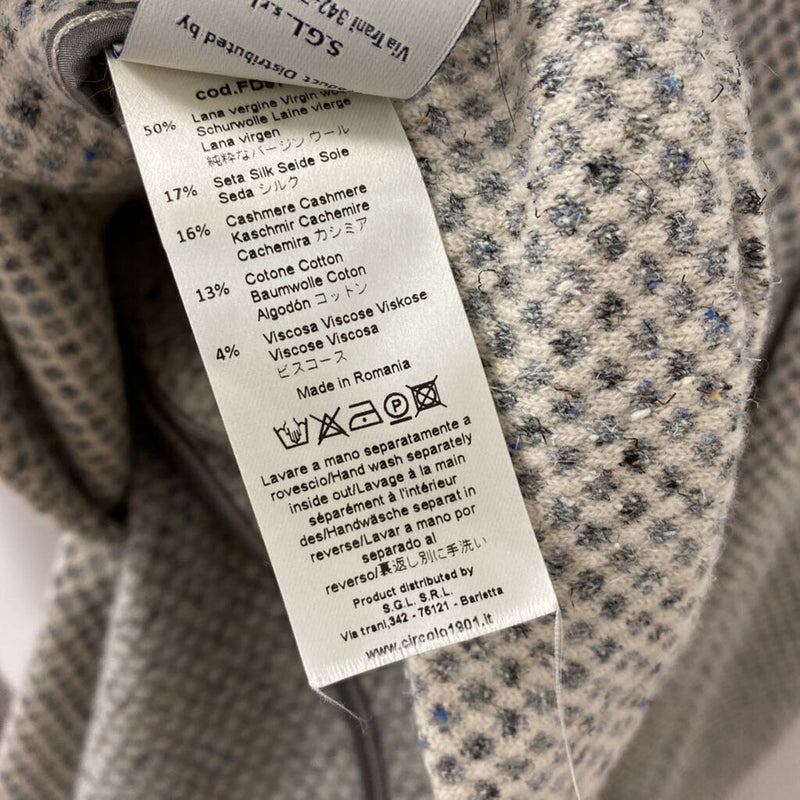 S.GL. s.r.l
Via Trani 342-
Product Distributed by
cod.FD
50% Lana vergine Virgin
Schurwolle Laine vierge
Lana virgen
純粋なバージン ウール
17% Seta Silk Seide Soie
Seda シルク
16% Cashmere Cashmere
Kaschmir Cachemire
Cachemira カシミア
13% Cotone Cotton
Baumwolle Coton
Algodón コットン
4% Viscosa Viscose Viskose
Viscose Viscosa
ビスコース
Made in Romania
P
Lavare a mano separatamente a
rovescio/Hand wash separately
inside out/Lavage à la main
séparément à l'intérieur
des/Handwäsche separat in
reverse/Lavar a mano por
separado al
reverso/裏返し別に手洗い
Product distributed by
S.G.L. S.R.L.
Via trani,342 - 76121 - Barletta
www.circolo1901.it